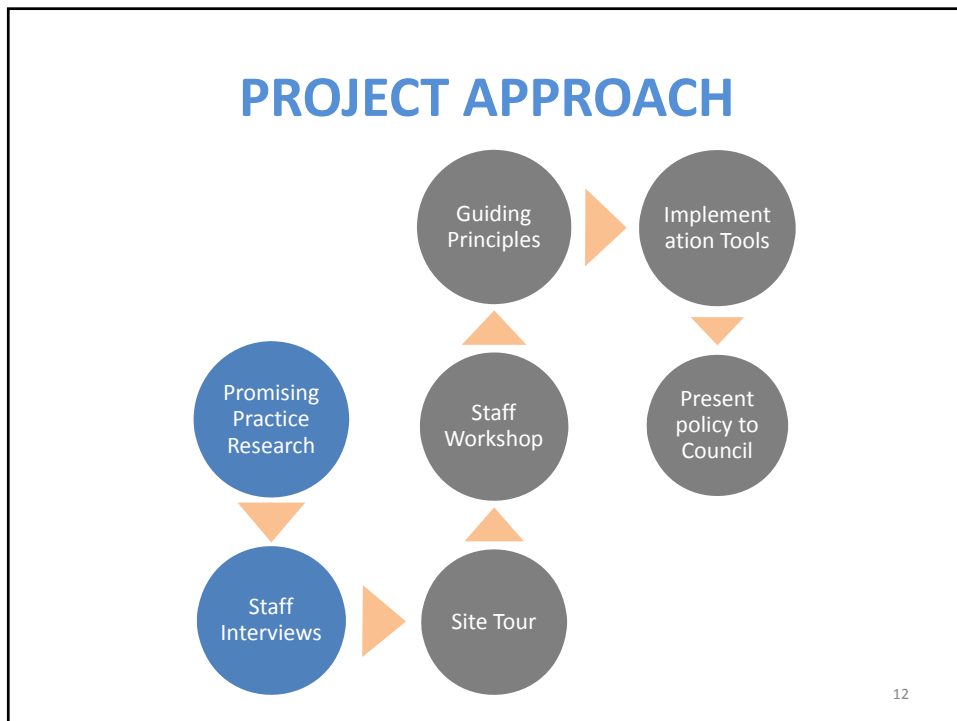 PROJECT APPROACH
Promising
Practice
Research
Staff
Interviews
Site Tour
Staff
Workshop
Guiding
Principles
Implement
ation Tools
Present
policy to
Council
12